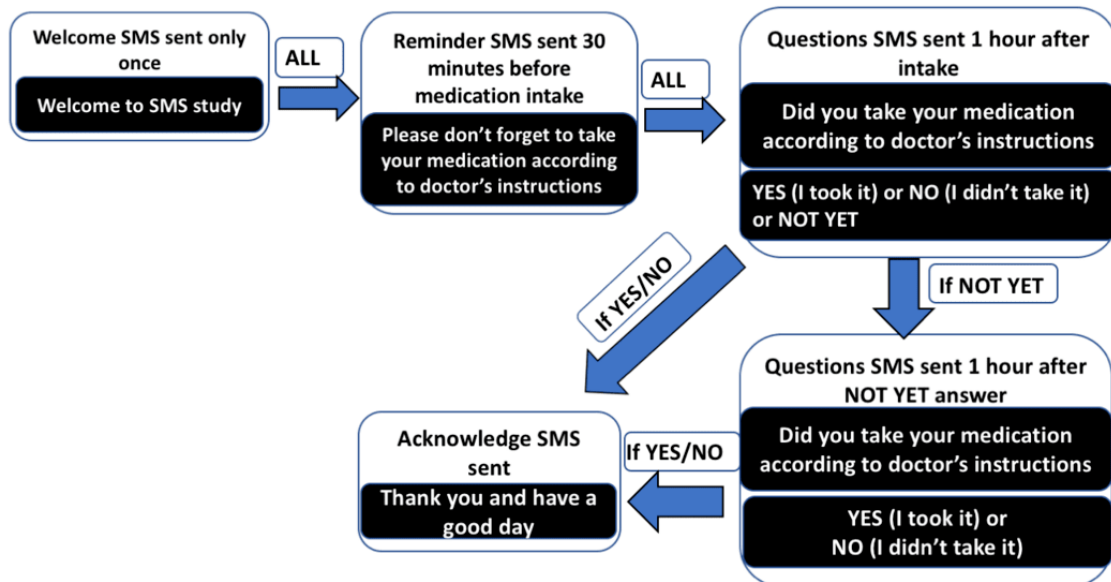 Welcome SMS sent only
once
Welcome to SMS study
ALL
Reminder SMS sent 30
minutes before
medication intake
Please don't forget to take
your medication according
to doctor's instructions
ALL
Questions SMS sent 1 hour after
intake
Did you take your medication
according to doctor's instructions
YES (I took it) or NO (I didn't take it)
or NOT YET
If YES/NO
If NOT YET
Questions SMS sent 1 hour after
NOT YET answer
Did you take your medication
according to doctor's instructions
YES (I took it) or
NO (I didn't take it)
If YES/NO
Acknowledge SMS
sent
Thank you and have a
good day